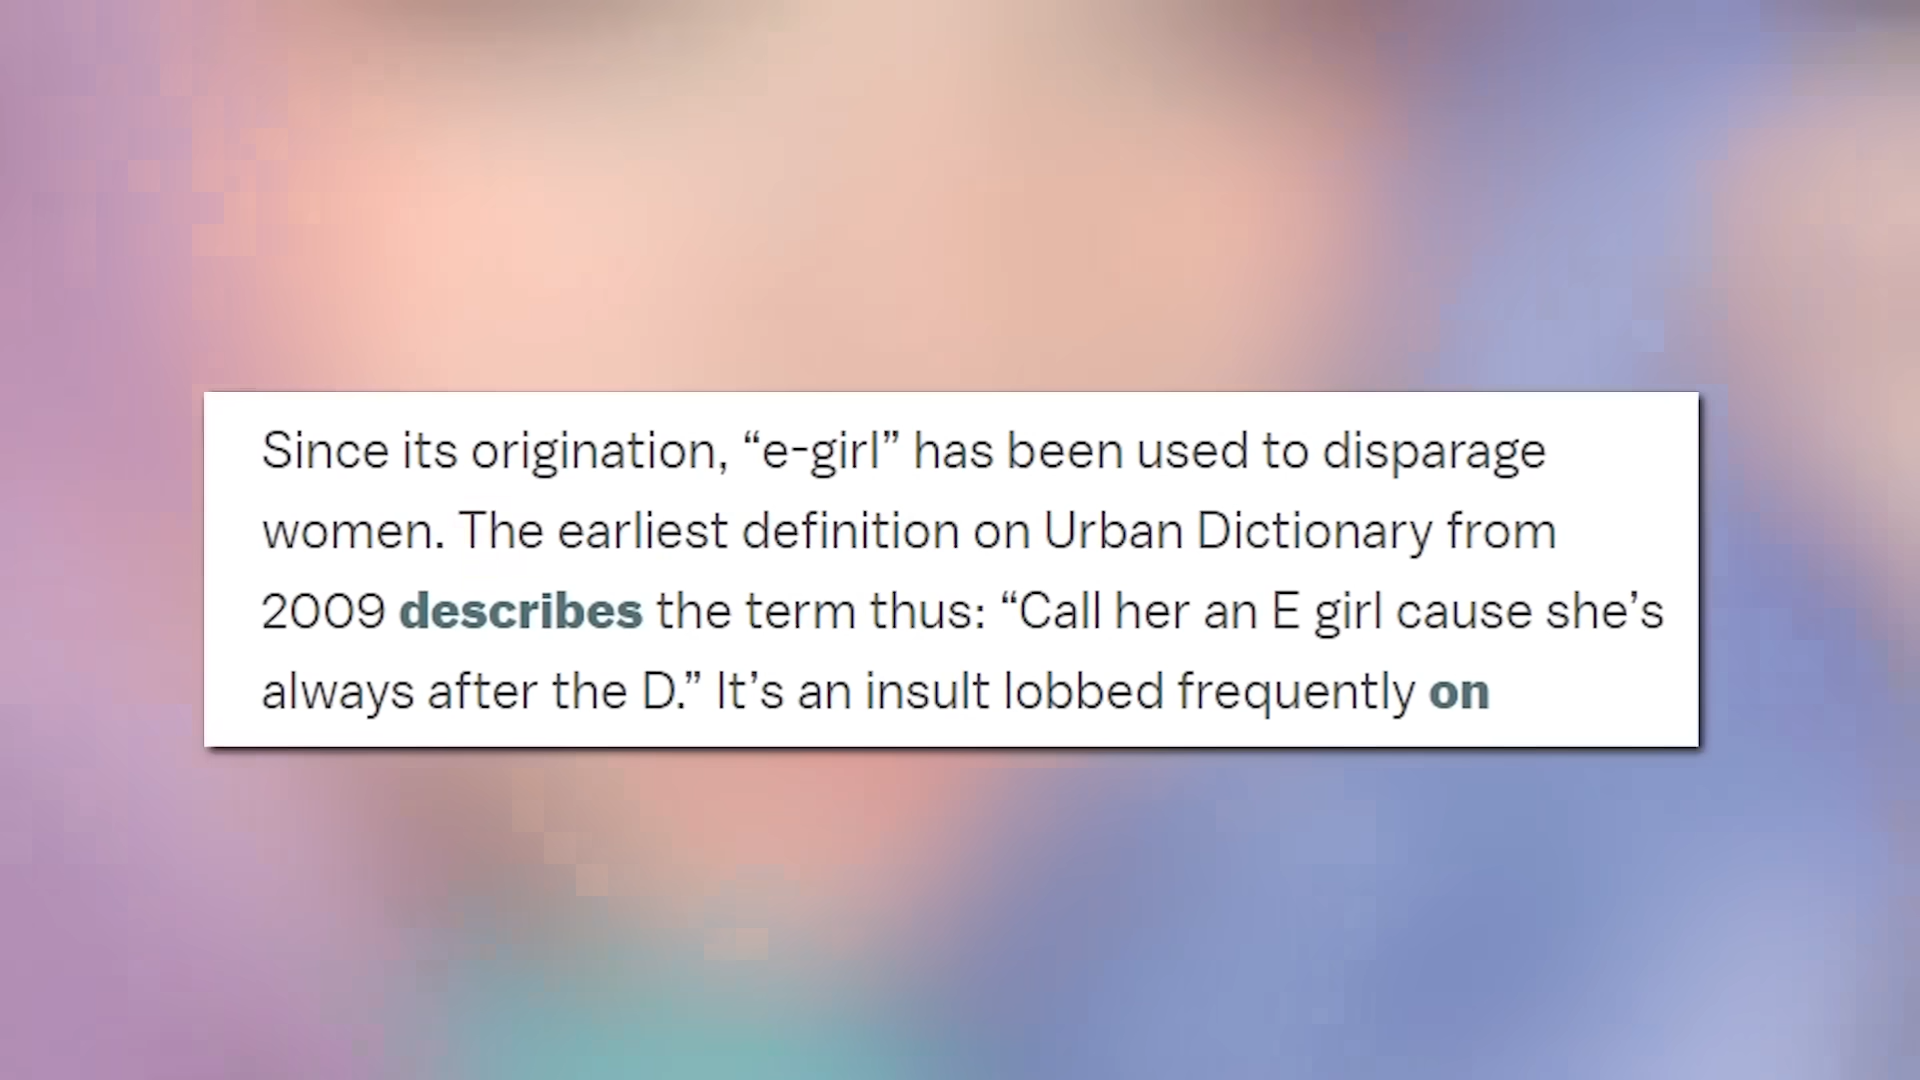 Since its origination, “e-girl” has been used to disparage
women. The earliest definition on Urban Dictionary from
2009 describes the term thus: “Call her an E girl cause she’s
always after the D.” It’s an insult lobbed frequently on